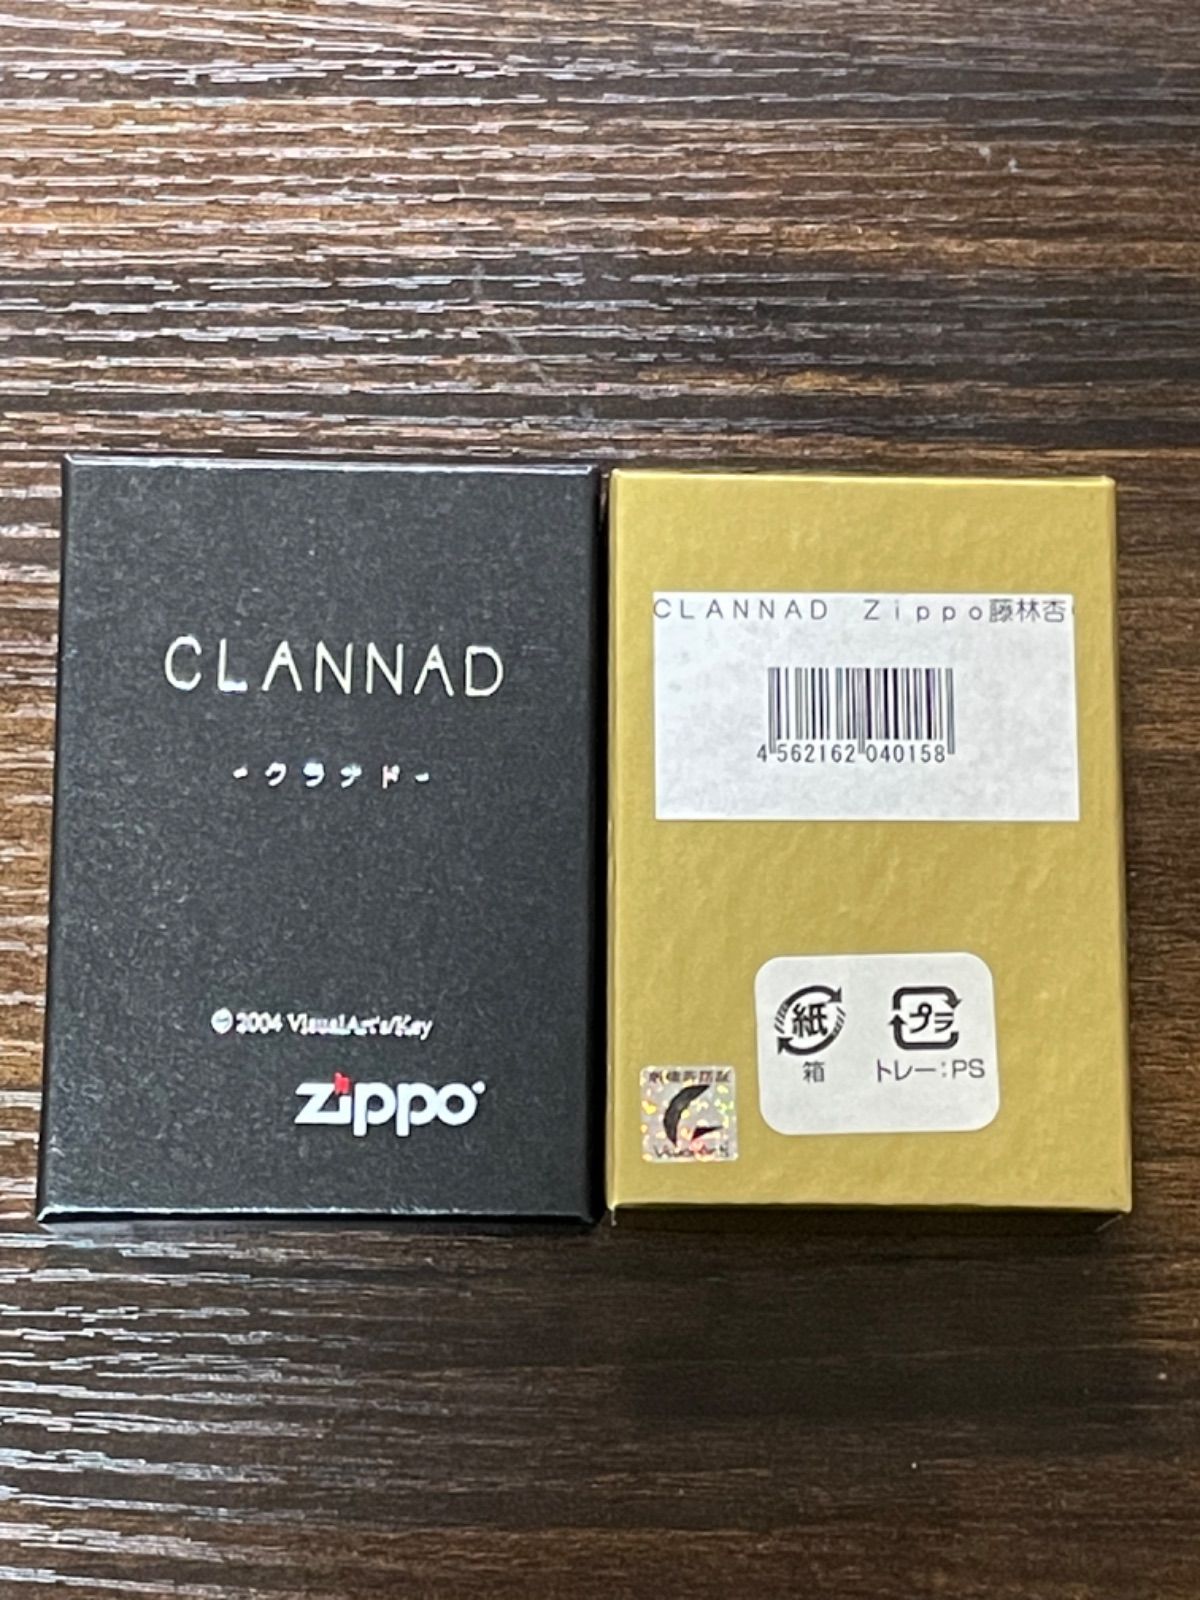 CLANNAD
-クラナド-
© 2004 VisualArt's/Key
zippo
CLANNAD Zippo藤林杏
4 562162 040158
紙
箱
プラ
トレー:PS
VisualArt's